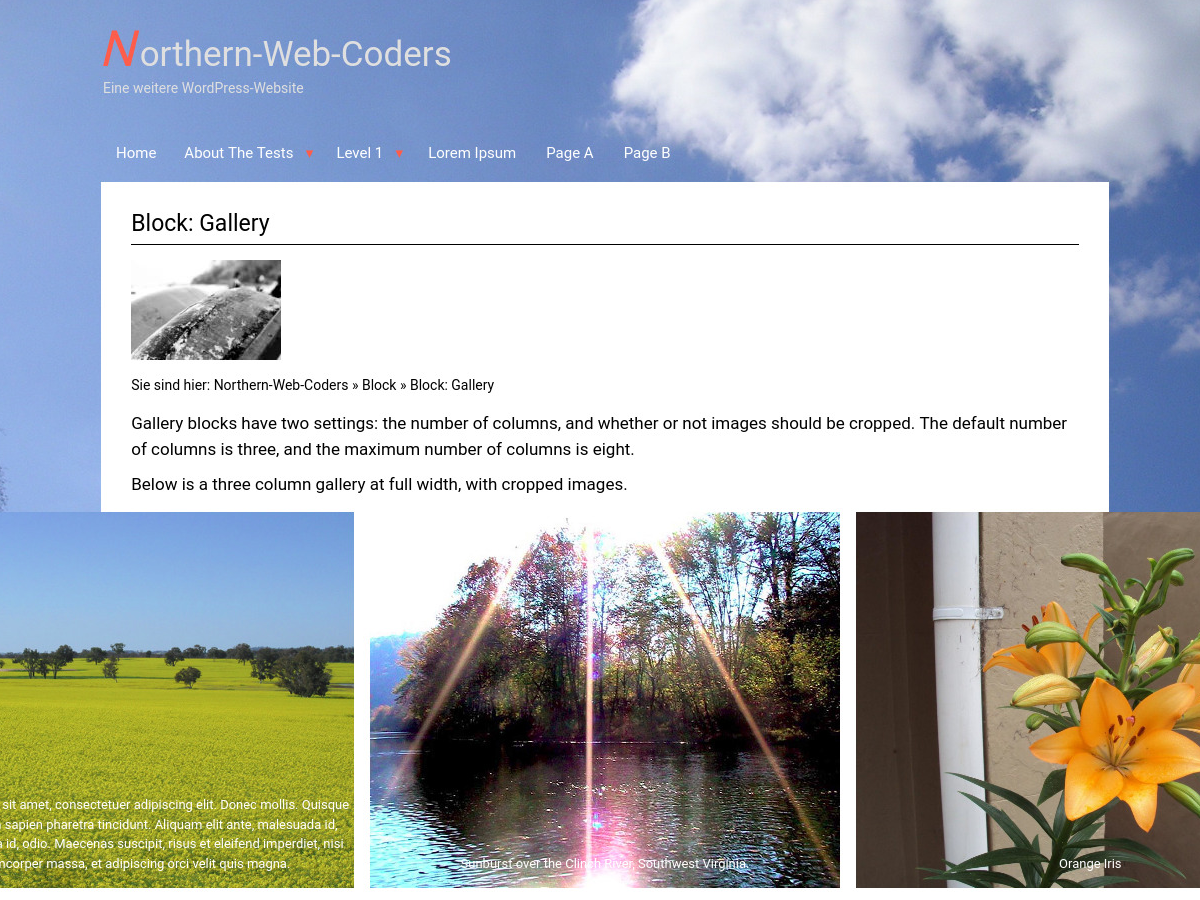 Northern-Web-Coders
Eine weitere WordPress-Website
Home About The Tests ▼ Level 1 ▼ Lorem Ipsum Page A Page B
Block: Gallery
Sie sind hier: Northern-Web-Coders » Block » Block: Gallery
Gallery blocks have two settings: the number of columns, and whether or not images should be cropped. The default number
of columns is three, and the maximum number of columns is eight.
Below is a three column gallery at full width, with cropped images.
sit amet, consectetuer adipiscing elit. Donec mollis. Quisque
sapien pharetra tincidunt. Aliquam elit ante, malesuada id,
id, odio. Maecenas suscipit, risus et eleifend imperdiet, nisi
massa, et adipiscing orci velit quis magna.
Sunburst over the Clinch River, Southwest Virginia.
Orange Iris